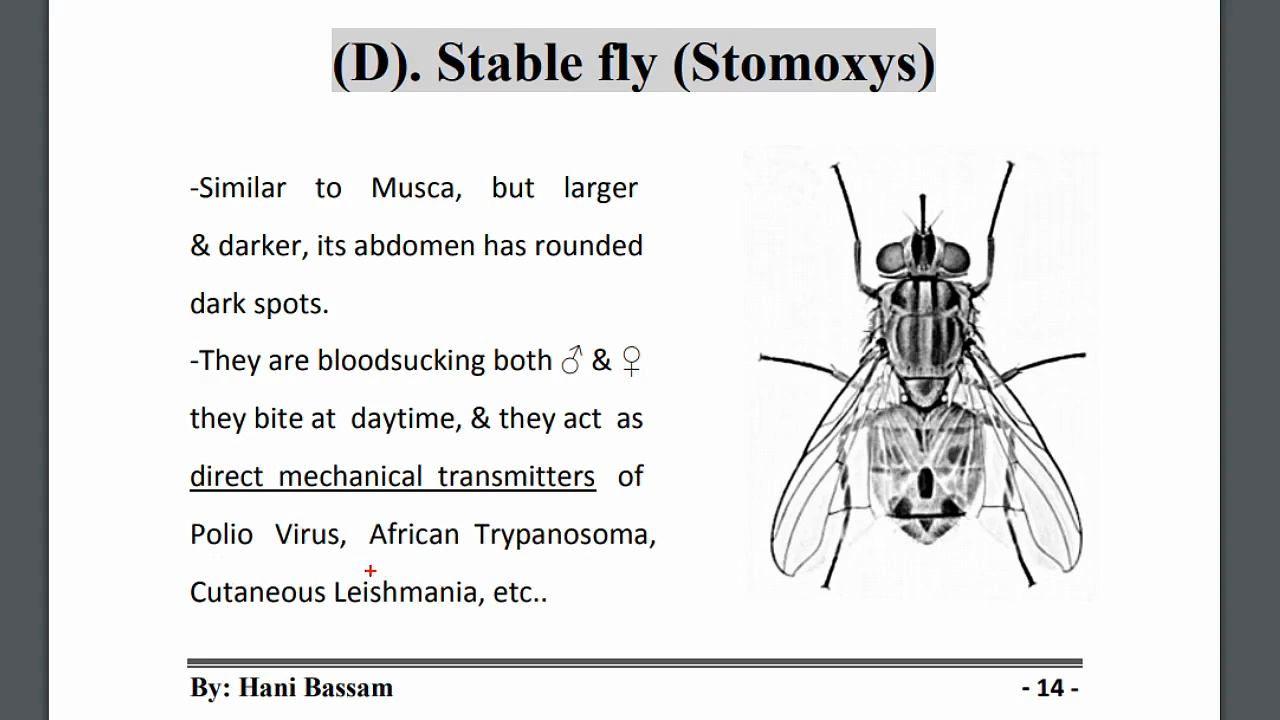 (D). Stable fly (Stomoxys)
-Similar to Musca, but larger
& darker, its abdomen has rounded
dark spots.
-They are bloodsucking both ♂ & ♀
they bite at daytime, & they act as
direct mechanical transmitters of
Polio Virus, African Trypanosoma,
Cutaneous Leishmania, etc..
By: Hani Bassam
- 14 -